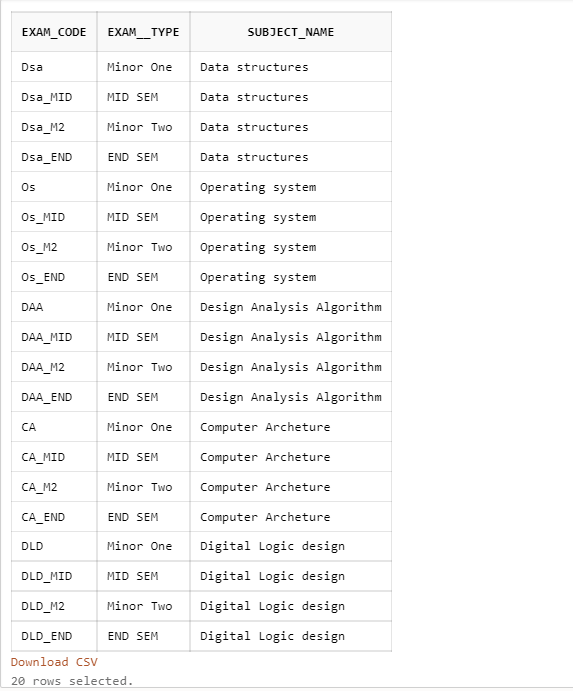 EXAM_CODE EXAM__TYPE SUBJECT_NAME
Dsa Minor One Data structures
Dsa_MID MID SEM Data structures
Dsa_M2 Minor Two Data structures
Dsa_END END SEM Data structures
Os Minor One Operating system
Os_MID MID SEM Operating system
Os_M2 Minor Two Operating system
Os_END END SEM Operating system
DAA Minor One Design Analysis Algorithm
DAA_MID MID SEM Design Analysis Algorithm
DAA_M2 Minor Two Design Analysis Algorithm
DAA_END END SEM Design Analysis Algorithm
CA Minor One Computer Archeture
CA_MID MID SEM Computer Archeture
CA_M2 Minor Two Computer Archeture
CA_END END SEM Computer Archeture
DLD Minor One Digital Logic design
DLD_MID MID SEM Digital Logic design
DLD_M2 Minor Two Digital Logic design
DLD_END END SEM Digital Logic design
Download CSV
20 rows selected.